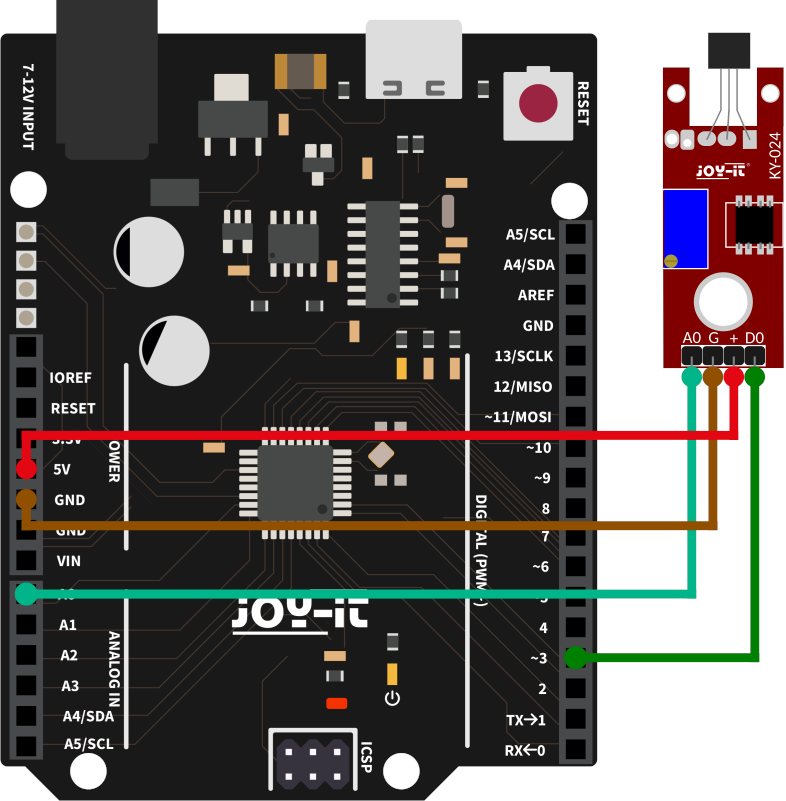 7-12V INPUT
RESET
KY-024
JOY-iT
A0 G + D0
IOREF
RESET
3.3V
5V
GND
GND
VIN
POWER
A0
A1
A2
A3
A4/SDA
A5/SCL
ANALOG IN
A5/SCL
A4/SDA
AREF
GND
13/SCLK
12/MISO
~11/MOSI
~10
~9
8
7
~6
5
4
~3
2
TX→1
RX←0
DIGITAL (PWM~)
JOY-iT
ICSP